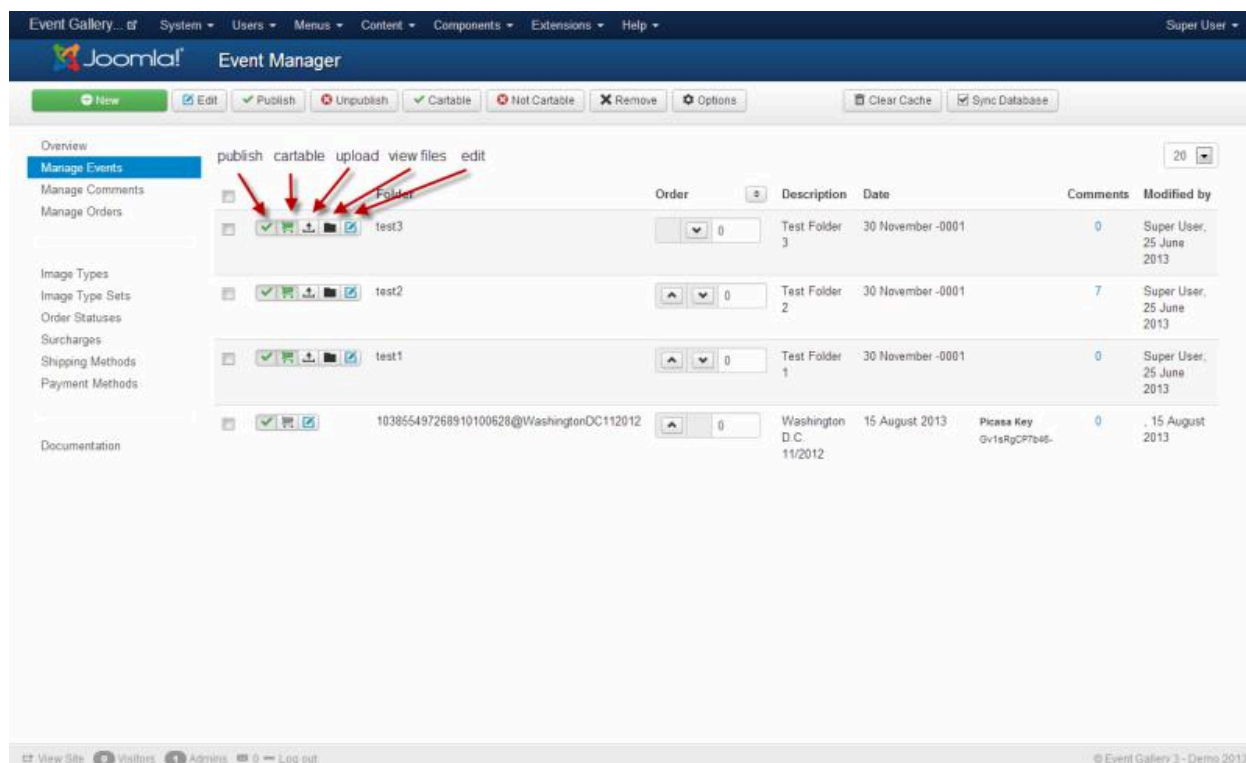 Event Gallery... System Users Menus Content Components Extensions Help Super User
Joomla! Event Manager
New Edit Publish Unpublish Cartable Not Cartable Remove Options Clear Cache Sync Database
Overview
Manage Events
Manage Comments
Manage Orders
Image Types
Image Type Sets
Order Statuses
Surcharges
Shipping Methods
Payment Methods
Documentation
publish cartable upload view files edit
20
Folder Order Description Date Comments Modified by
test3 0 Test Folder 30 November -0001 0 Super User,
3 25 June
2013
test2 0 Test Folder 30 November -0001 7 Super User,
2 25 June
2013
test1 0 Test Folder 30 November -0001 0 Super User,
1 25 June
2013
103855497268910100628@WashingtonDC112012 0 Washington 15 August 2013 Picasa Key 0 , 15 August
D.C. 2013
11/2012
View Site 0 Visitors 1 Admins 0 Log out © Event Gallery 3 - Demo 2013